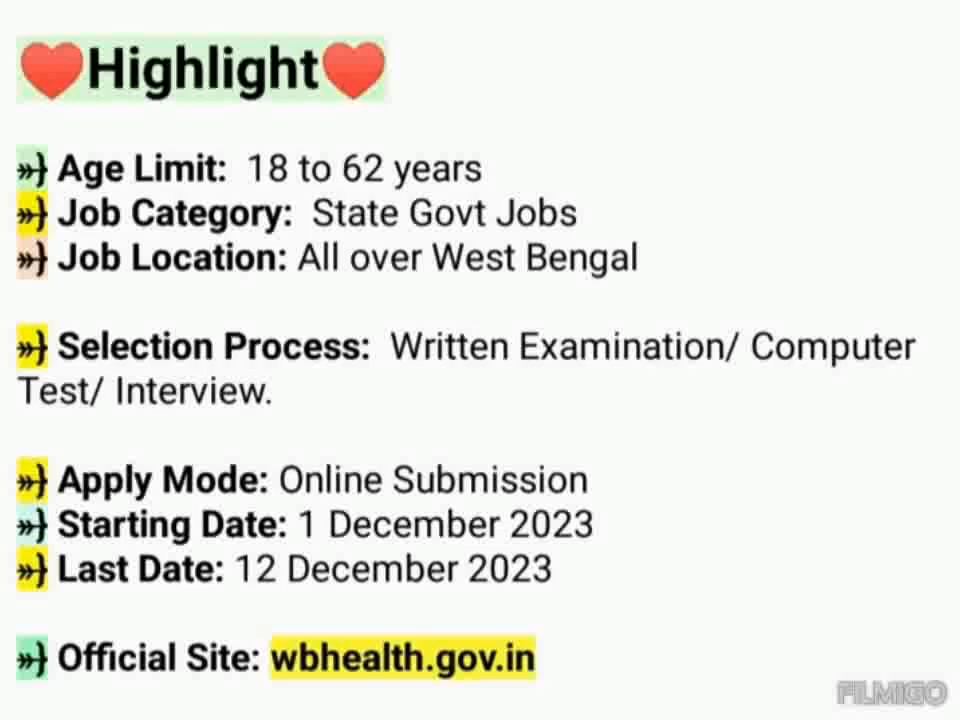 ❤️Highlight❤️
»} Age Limit: 18 to 62 years
»} Job Category: State Govt Jobs
»} Job Location: All over West Bengal
»} Selection Process: Written Examination/ Computer
Test/ Interview.
»} Apply Mode: Online Submission
»} Starting Date: 1 December 2023
»} Last Date: 12 December 2023
»} Official Site: wbhealth.gov.in
FILMIGO